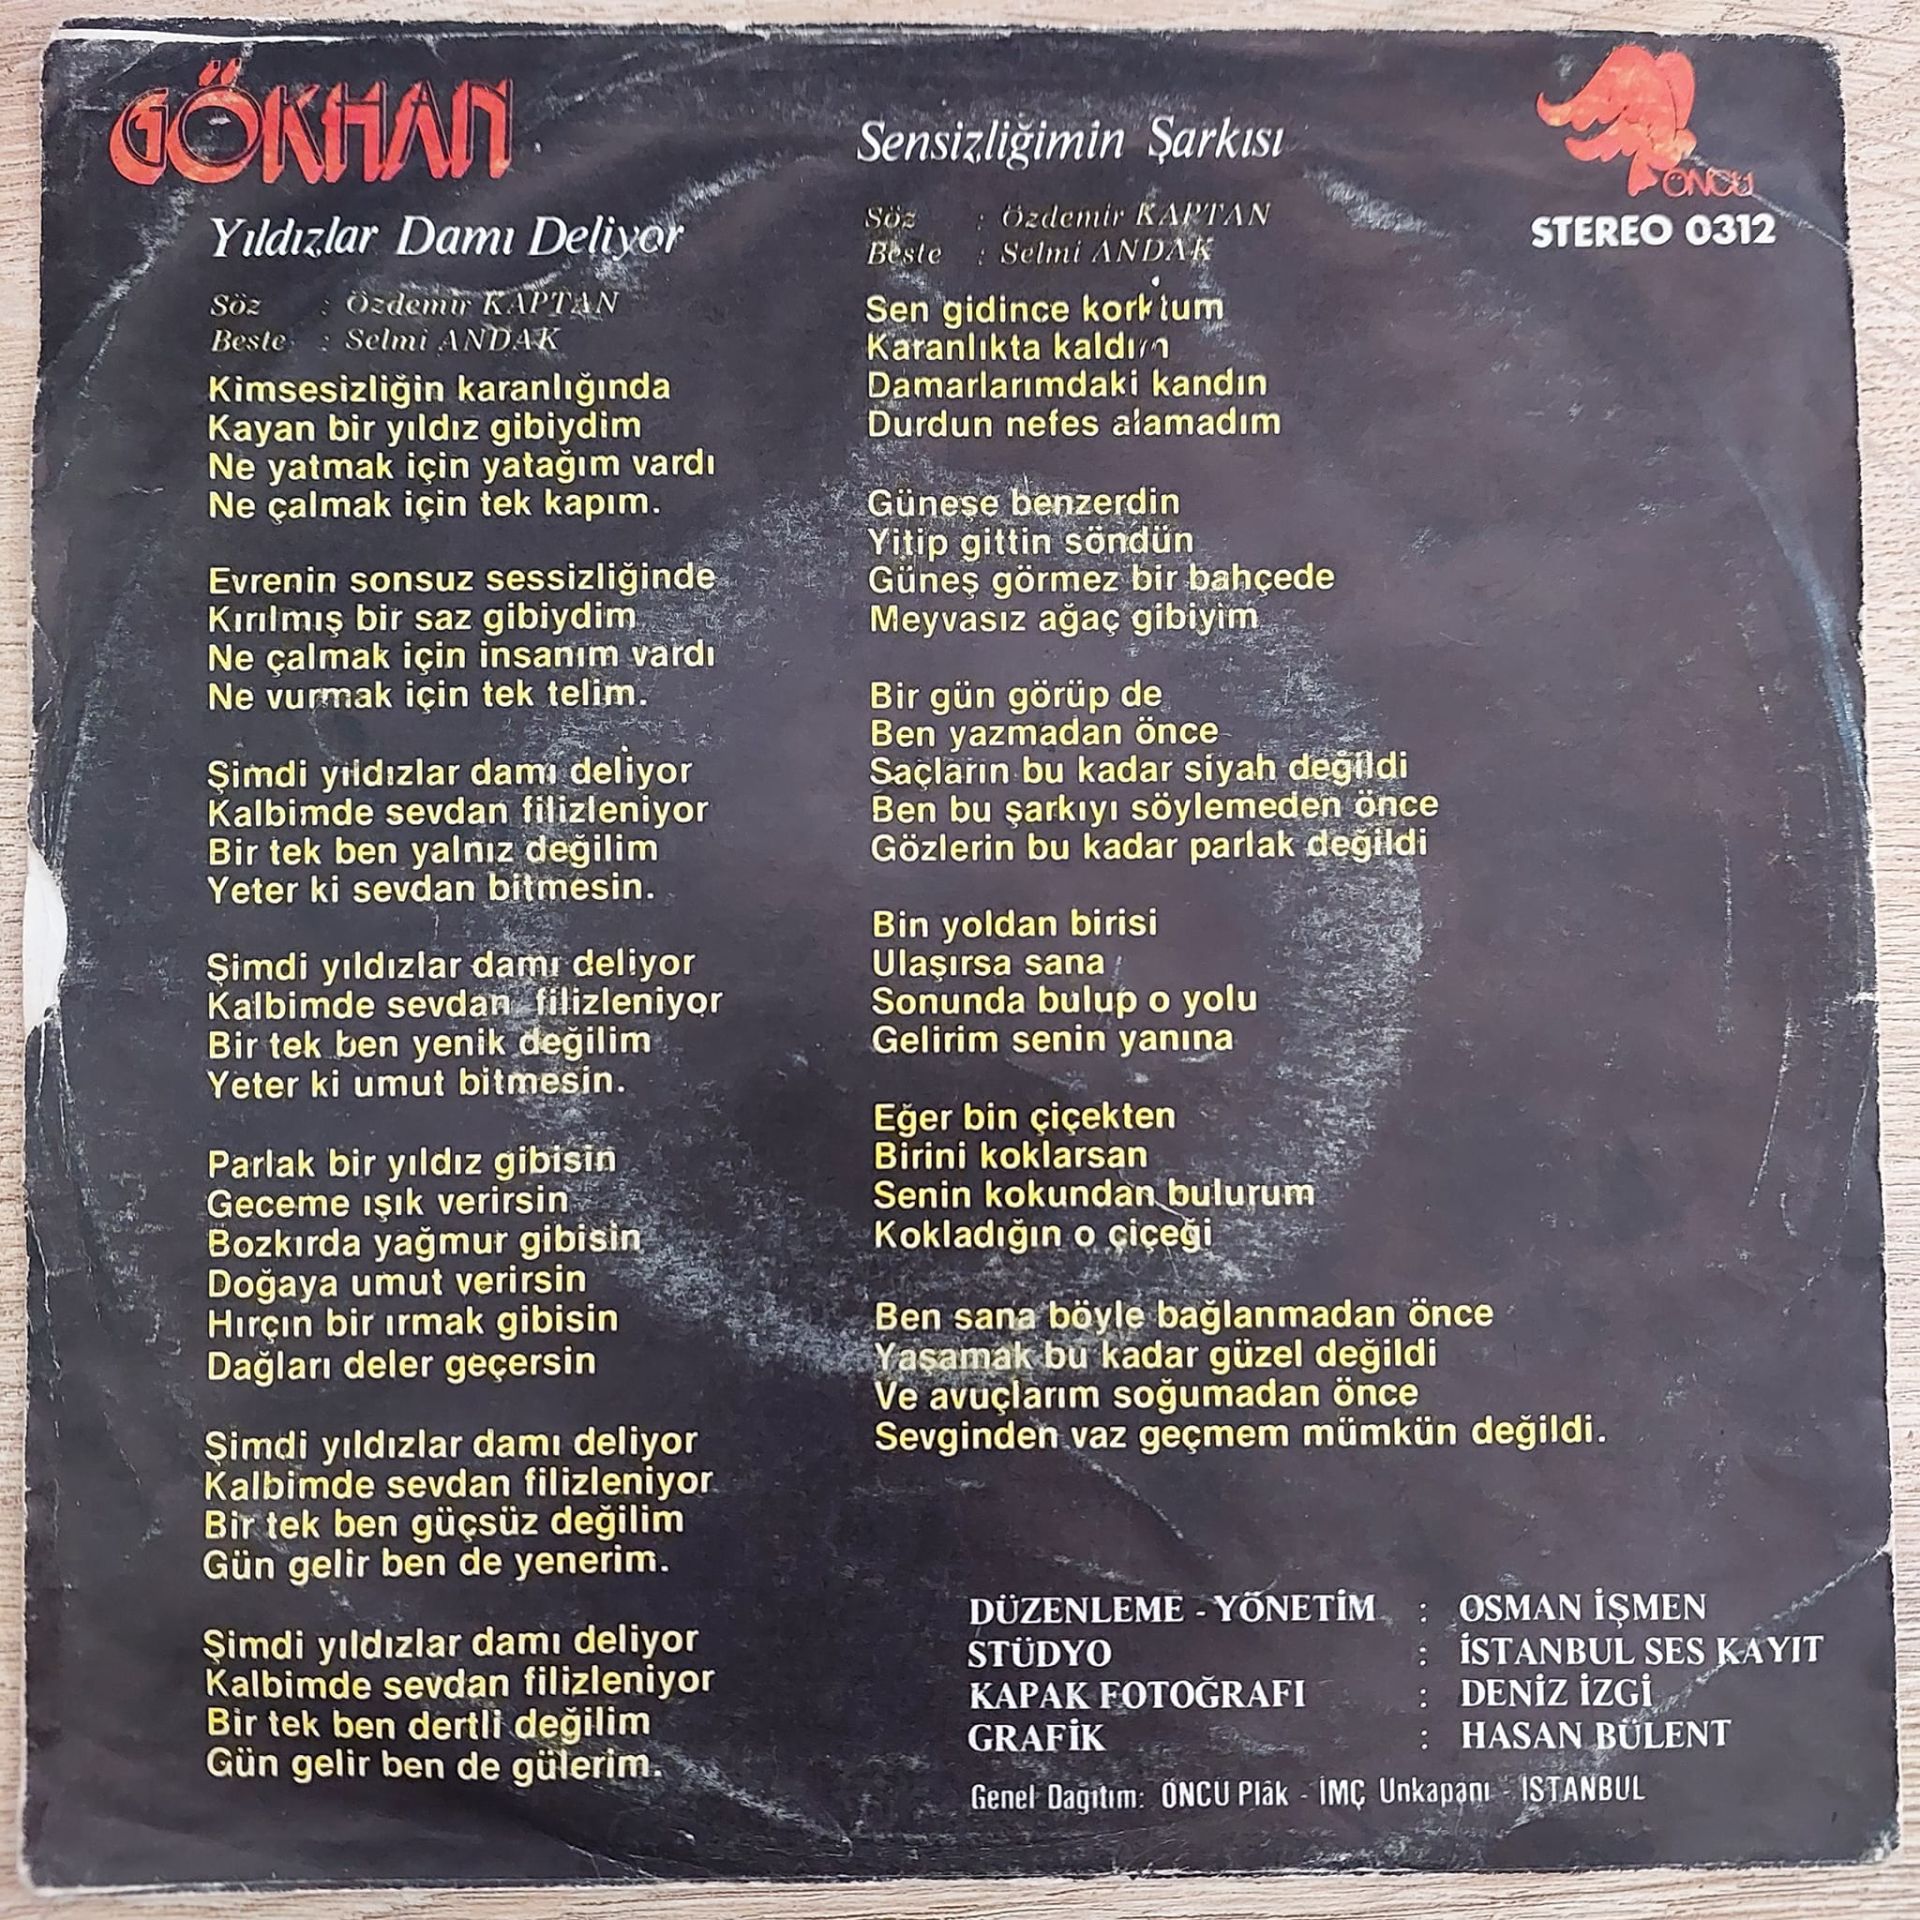 GÖKHAN
Yıldızlar Damı Deliyor
Söz : Özdemir KAPTAN
Beste : Selmi ANDAK
Kimsesizliğin karanlığında
Kayan bir yıldız gibiydim
Ne yatmak için yatağım vardı
Ne çalmak için tek kapım.
Evrenin sonsuz sessizliğinde
Kırılmış bir saz gibiydim
Ne çalmak için insanım vardı
Ne vurmak için tek telim.
Şimdi yıldızlar damı deliyor
Kalbimde sevdan filizleniyor
Bir tek ben yalnız değilim
Yeter ki sevdan bitmesin.
Şimdi yıldızlar damı deliyor
Kalbimde sevdan filizleniyor
Bir tek ben yenik değilim
Yeter ki umut bitmesin.
Parlak bir yıldız gibisin
Geceme ışık verirsin
Bozkırda yağmur gibisin
Doğaya umut verirsin
Hırçın bir ırmak gibisin
Dağları deler geçersin
Şimdi yıldızlar damı deliyor
Kalbimde sevdan filizleniyor
Bir tek ben güçsüz değilim
Gün gelir ben de yenerim.
Şimdi yıldızlar damı deliyor
Kalbimde sevdan filizleniyor
Bir tek ben dertli değilim
Gün gelir ben de gülerim.
Sensizliğimin Şarkısı
Söz : Özdemir KAPTAN
Beste : Selmi ANDAK
Sen gidince korktum
Karanlıkta kaldım
Damarlarımdaki kandın
Durdun nefes alamadım
Güneşe benzerdin
Yitip gittin söndün
Güneş görmez bir bahçede
Meyvasız ağaç gibiyim
Bir gün görüp de
Ben yazmadan önce
Saçların bu kadar siyah değildi
Ben bu şarkıyı söylemeden önce
Gözlerin bu kadar parlak değildi
Bin yoldan birisi
Ulaşırsa sana
Sonunda bulup o yolu
Gelirim senin yanına
Eğer bin çiçekten
Birini koklarsan
Senin kokundan bulurum
Kokladığın o çiçeği
Ben sana böyle bağlanmadan önce
Yaşamak bu kadar güzel değildi
Ve avuçlarım soğumadan önce
Sevginden vaz geçmem mümkün değildi.
ÖNCÜ
STEREO 0312
DÜZENLEME - YÖNETİM : OSMAN İŞMEN
STÜDYO : İSTANBUL SES KAYIT
KAPAK FOTOĞRAFI : DENİZ İZGİ
GRAFİK : HASAN BÜLENT
Genel Dağıtım: ÖNCÜ Plâk - İMÇ Unkapanı - İSTANBUL